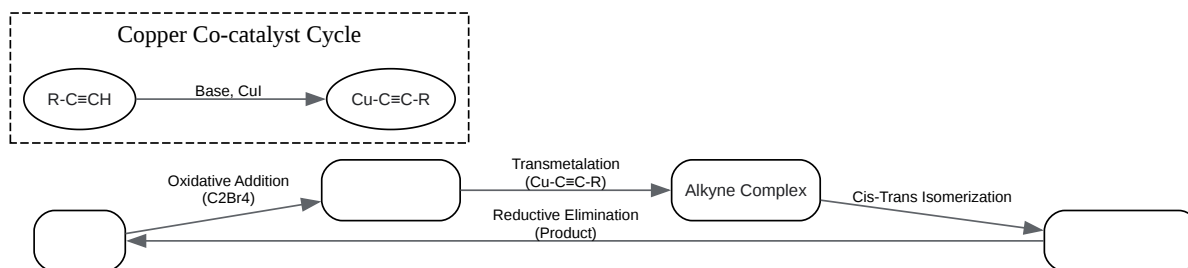 Copper Co-catalyst Cycle
R-C≡CH
Base, CuI
Cu-C≡C-R
Oxidative Addition
(C2Br4)
Transmetalation
(Cu-C≡C-R)
Alkyne Complex
Cis-Trans Isomerization
Reductive Elimination
(Product)